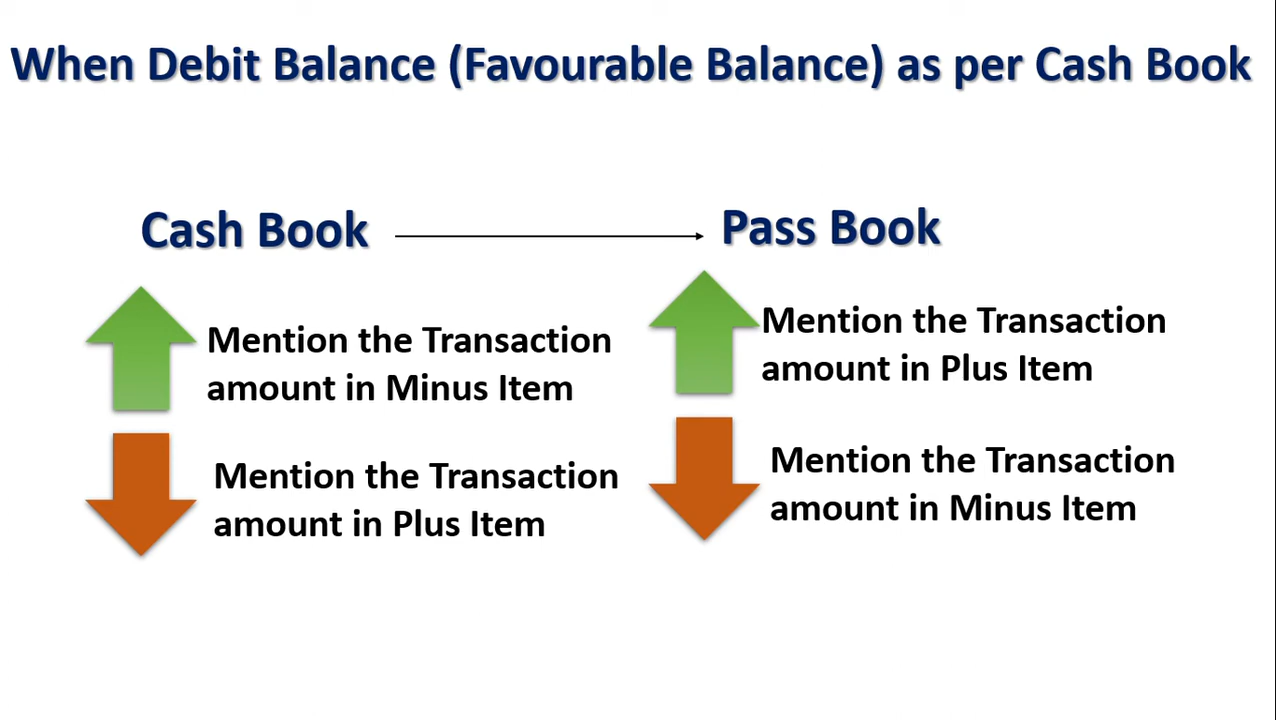 When Debit Balance (Favourable Balance) as per Cash Book
Cash Book
Pass Book
Mention the Transaction
amount in Minus Item
Mention the Transaction
amount in Plus Item
Mention the Transaction
amount in Plus Item
Mention the Transaction
amount in Minus Item